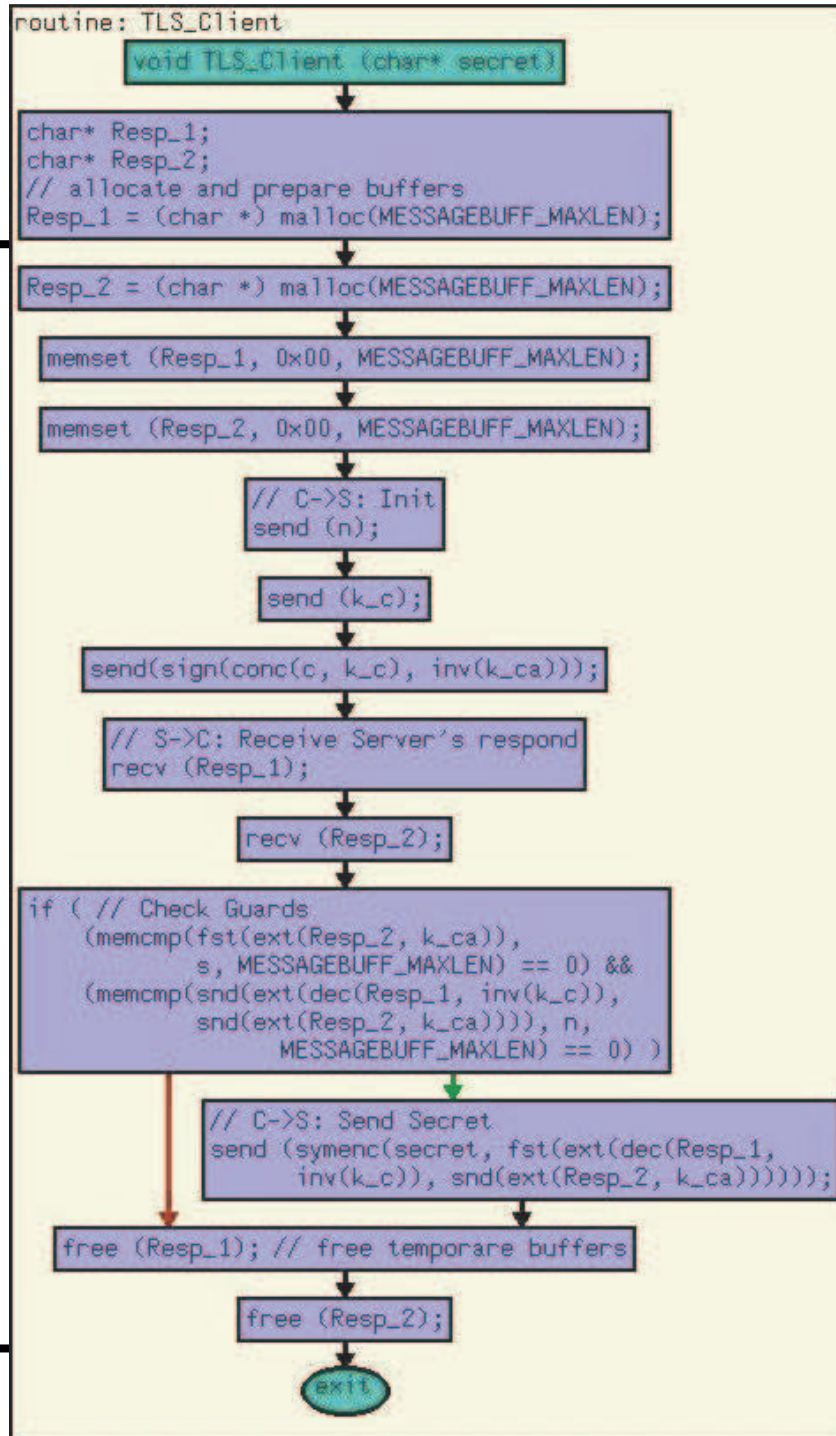 routine: TLS_Client
void TLS_Client (char* secret)
char* Resp_1;
char* Resp_2;
// allocate and prepare buffers
Resp_1 = (char *) malloc(MESSAGEBUFF_MAXLEN);
Resp_2 = (char *) malloc(MESSAGEBUFF_MAXLEN);
memset (Resp_1, 0x00, MESSAGEBUFF_MAXLEN);
memset (Resp_2, 0x00, MESSAGEBUFF_MAXLEN);
// C->S: Init
send (n);
send (k_c);
send(sign(conc(c, k_c), inv(k_ca)));
// S->C: Receive Server's respond
recv (Resp_1);
recv (Resp_2);
if ( // Check Guards
(memcmp(fst(ext(Resp_2, k_ca)),
s, MESSAGEBUFF_MAXLEN) == 0) &&
(memcmp(snd(ext(dec(Resp_1, inv(k_c)),
snd(ext(Resp_2, k_ca)))), n,
MESSAGEBUFF_MAXLEN) == 0) )
// C->S: Send Secret
send (symenc(secret, fst(ext(dec(Resp_1,
inv(k_c)), snd(ext(Resp_2, k_ca))))));
free (Resp_1); // free temporare buffers
free (Resp_2);
exit